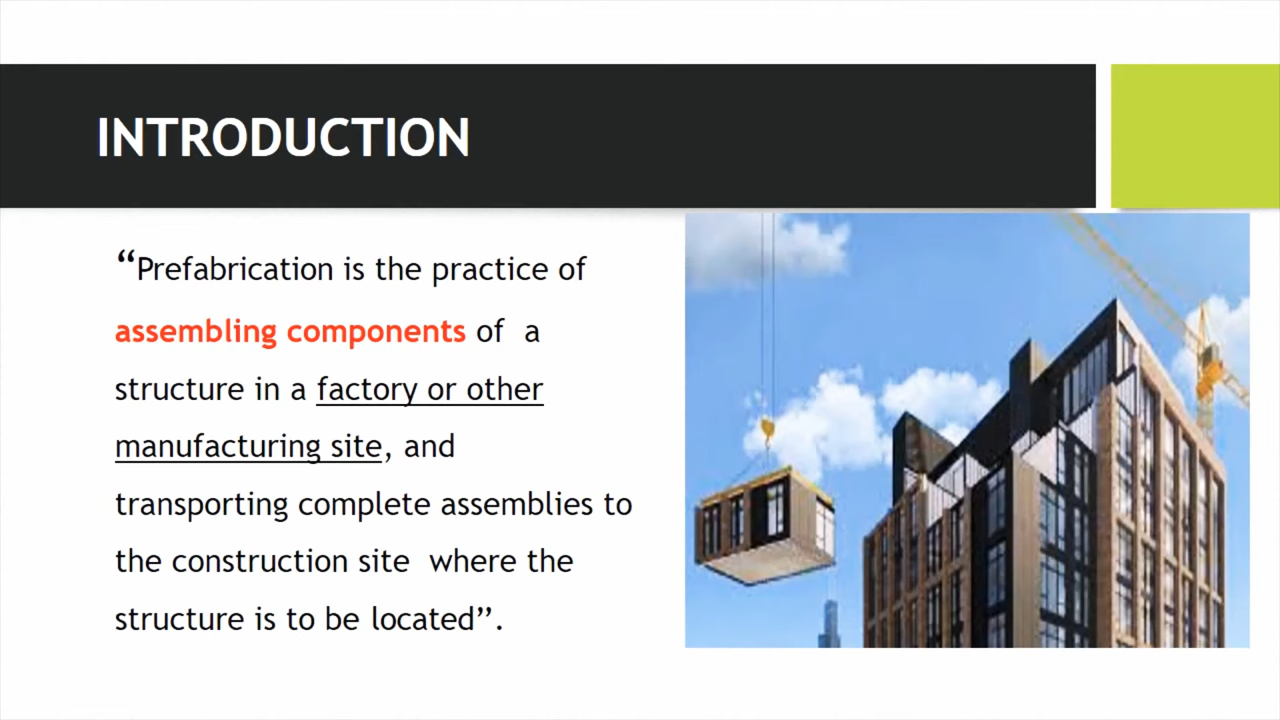 INTRODUCTION
“Prefabrication is the practice of
assembling components of a
structure in a factory or other
manufacturing site, and
transporting complete assemblies to
the construction site where the
structure is to be located”.